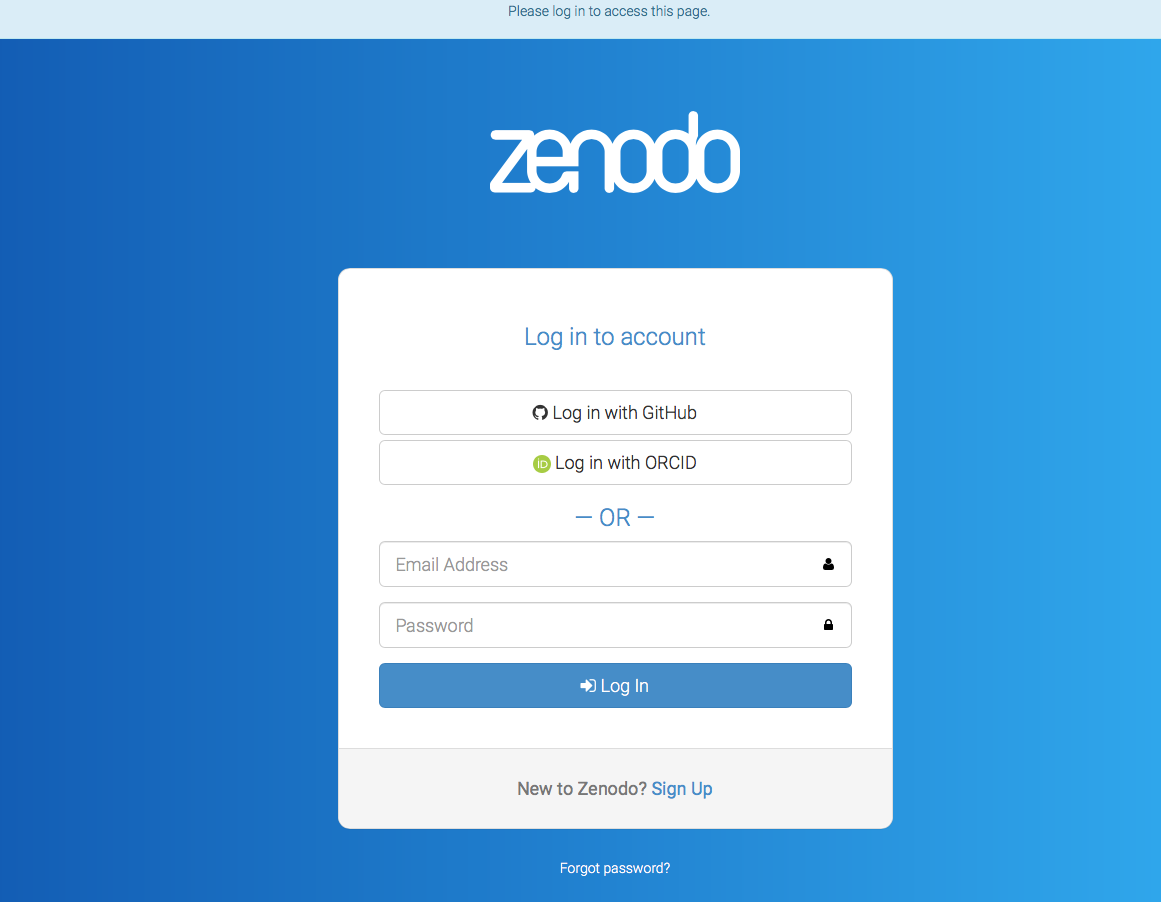 Please log in to access this page.
zenodo
Log in to account
Log in with GitHub
iD Log in with ORCID
— OR —
Email Address
Password
Log In
New to Zenodo? Sign Up
Forgot password?